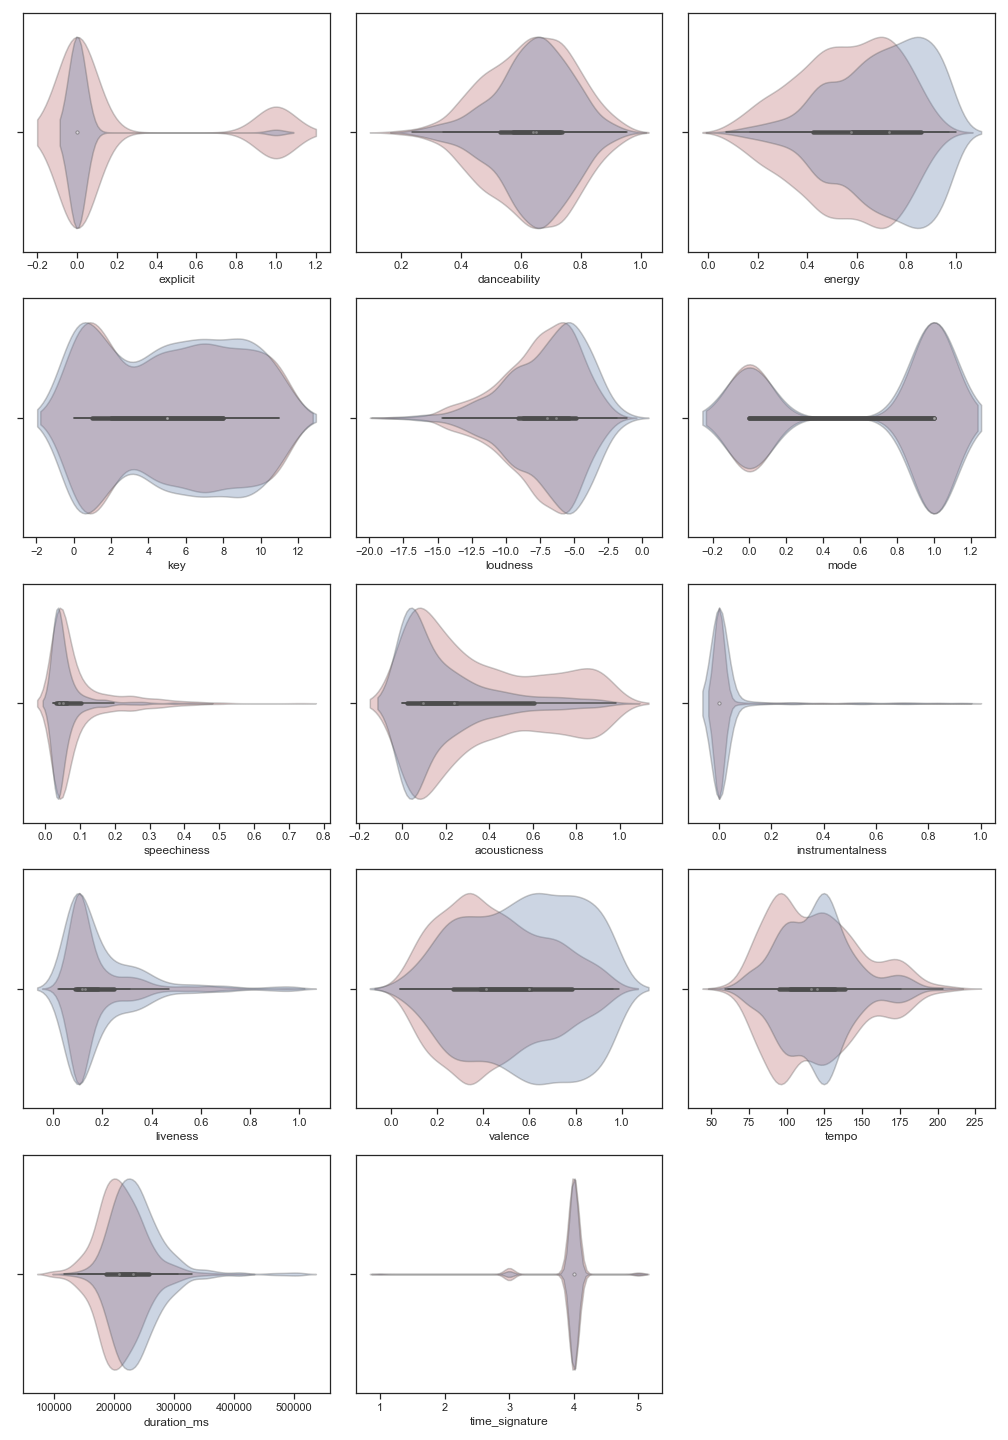 −0.2 0.0 0.2 0.4 0.6 0.8 1.0 1.2
explicit
0.2 0.4 0.6 0.8 1.0
danceability
0.0 0.2 0.4 0.6 0.8 1.0
energy
−2 0 2 4 6 8 10 12
key
−20.0 −17.5 −15.0 −12.5 −10.0 −7.5 −5.0 −2.5 0.0
loudness
−0.2 0.0 0.2 0.4 0.6 0.8 1.0 1.2
mode
0.0 0.1 0.2 0.3 0.4 0.5 0.6 0.7 0.8
speechiness
−0.2 0.0 0.2 0.4 0.6 0.8 1.0
acousticness
0.0 0.2 0.4 0.6 0.8 1.0
instrumentalness
0.0 0.2 0.4 0.6 0.8 1.0
liveness
0.0 0.2 0.4 0.6 0.8 1.0
valence
50 75 100 125 150 175 200 225
tempo
100000 200000 300000 400000 500000
duration_ms
1 2 3 4 5
time_signature